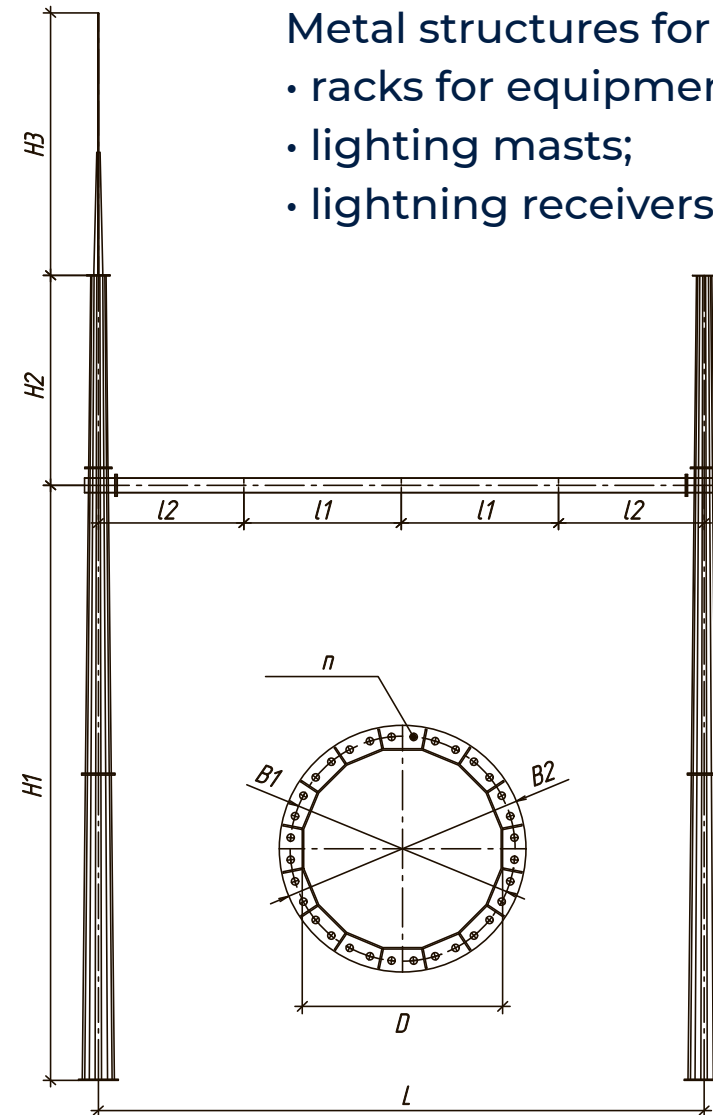 Metal structures for
• racks for equipmen
• lighting masts;
• lightning receivers
H3
H2
l2 l1 l1 l2
n
B1 B2
H1
D
L